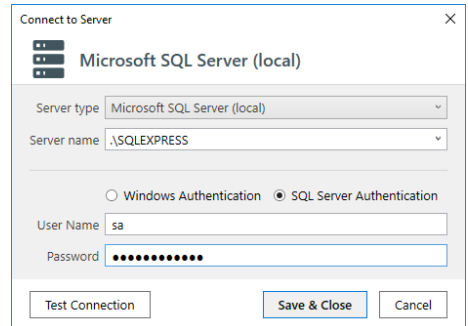 Connect to Server
Microsoft SQL Server (local)
Server type Microsoft SQL Server (local)
Server name .\SQLEXPRESS
Windows Authentication SQL Server Authentication
User Name sa
Password ●●●●●●●●●●●●
Test Connection Save & Close Cancel